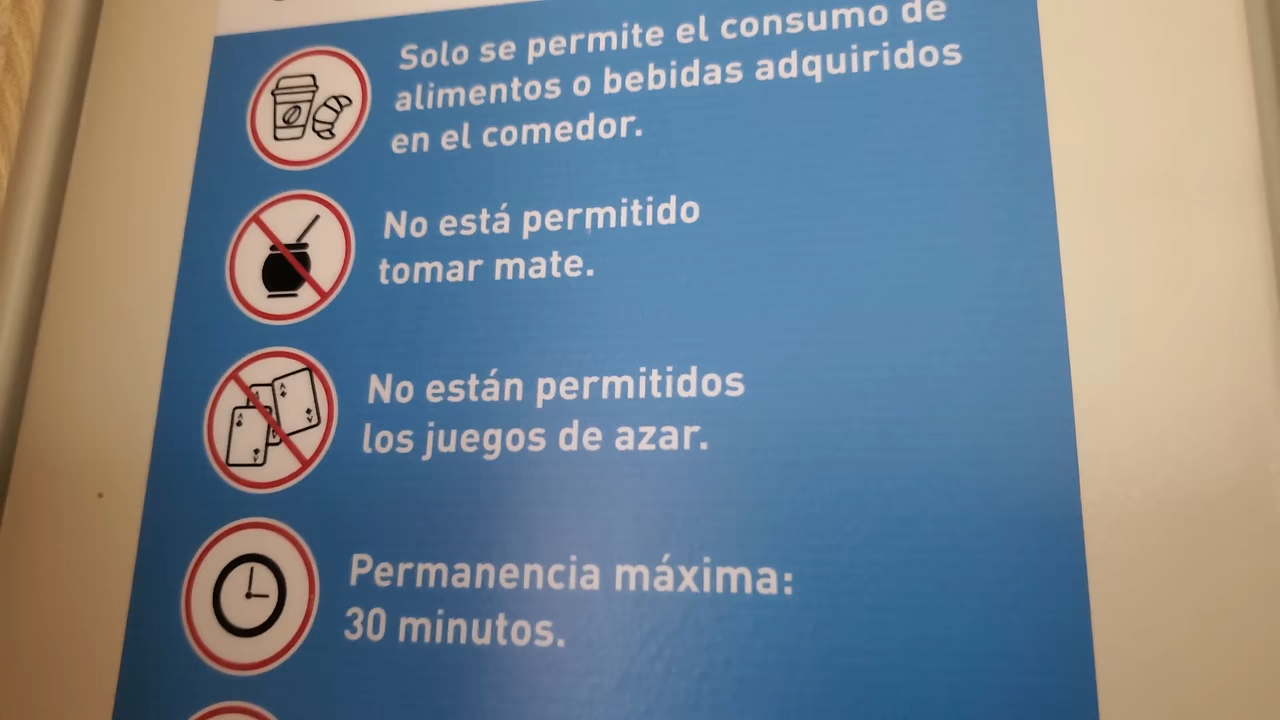 Solo se permite el consumo de
alimentos o bebidas adquiridos
en el comedor.
No está permitido
tomar mate.
No están permitidos
los juegos de azar.
Permanencia máxima:
30 minutos.